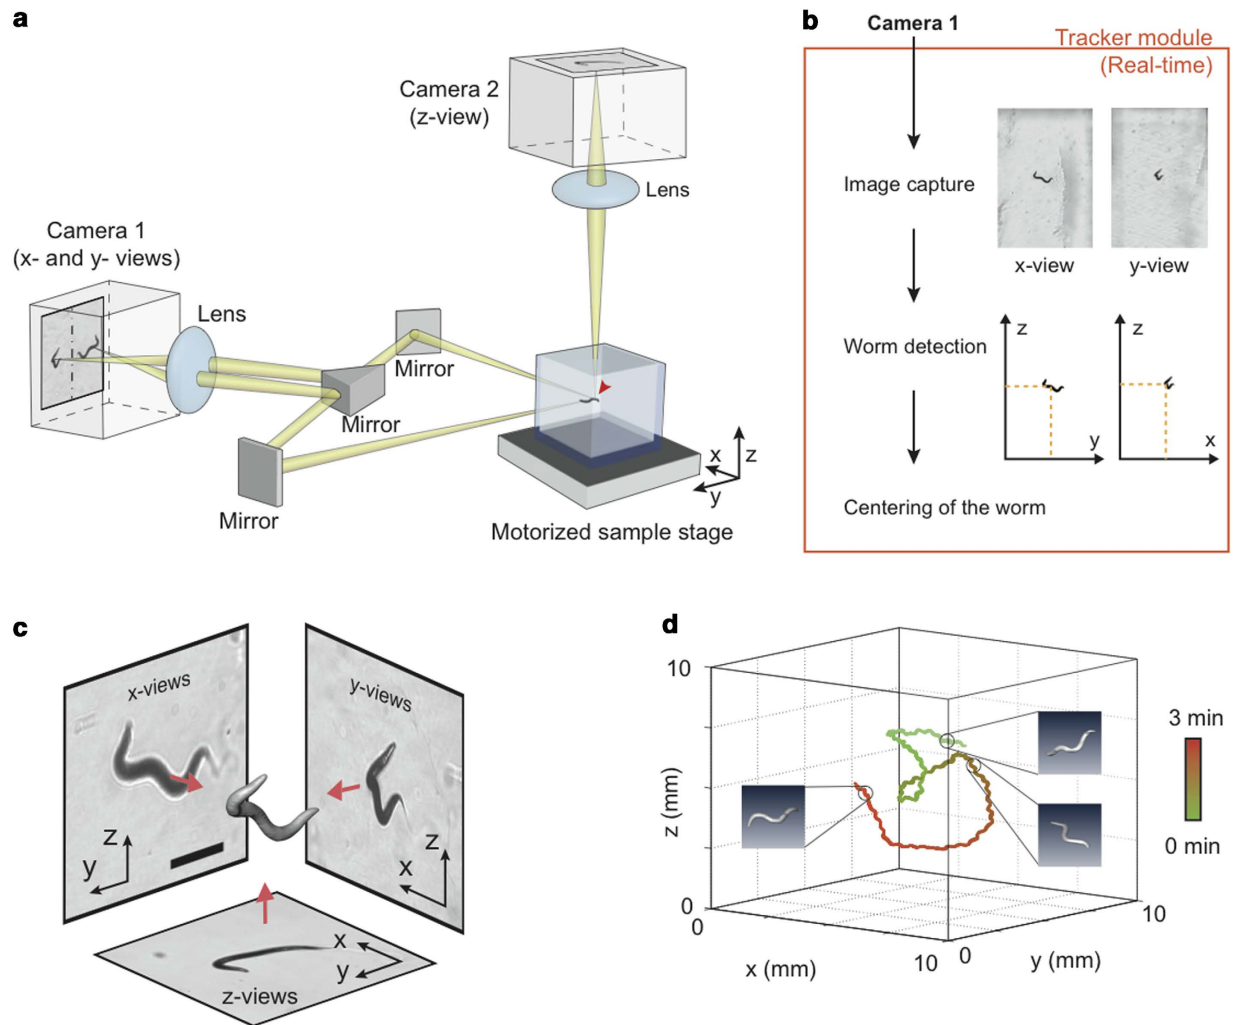 a
Camera 2
(z-view)
Lens
Camera 1
(x- and y- views)
Lens
Mirror
Mirror
Mirror
x
z
y
Motorized sample stage
b
Camera 1
Tracker module
(Real-time)
Image capture
x-view
y-view
Worm detection
z
y
z
x
Centering of the worm
c
x-views
z
y
y-views
z
x
x
y
z-views
d
10
z (mm)
0
0
x (mm)
10
0
y (mm)
10
3 min
0 min